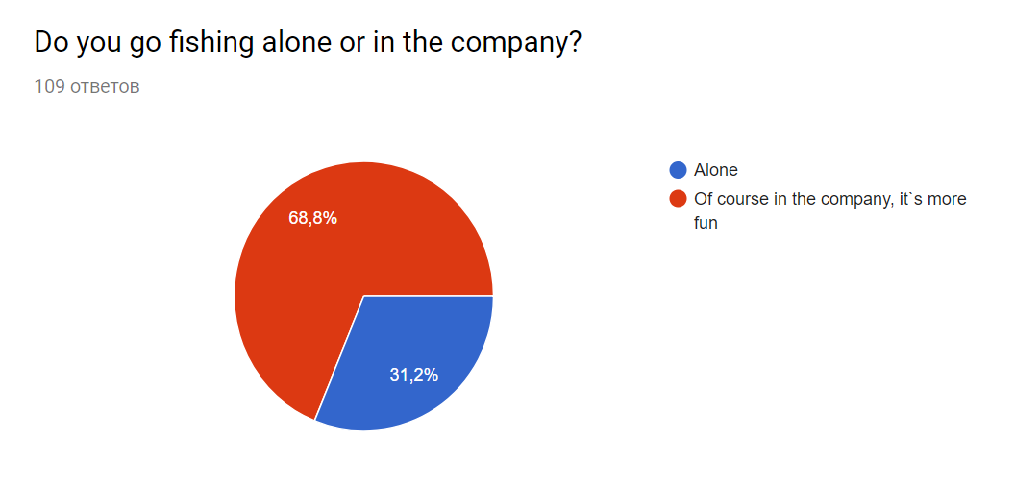 Do you go fishing alone or in the company?
109 ответов
Alone
Of course in the company, it`s more
fun
68,8%
31,2%